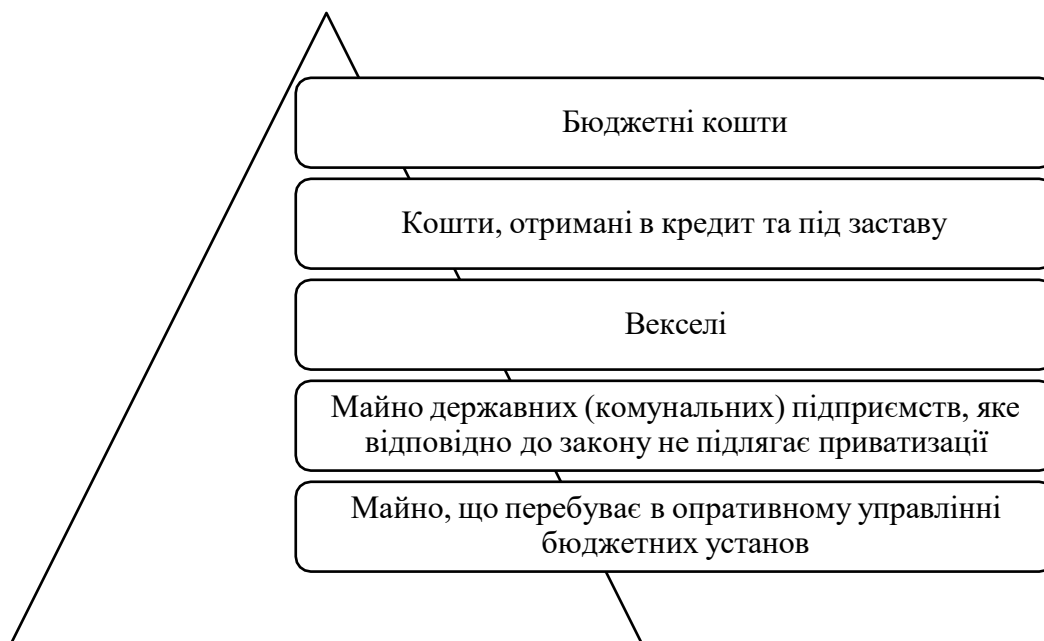 Бюджетні кошти
Кошти, отримані в кредит та під заставу
Векселі
Майно державних (комунальних) підприємств, яке
відповідно до закону не підлягає приватизації
Майно, що перебуває в опративному управлінні
бюджетних установ